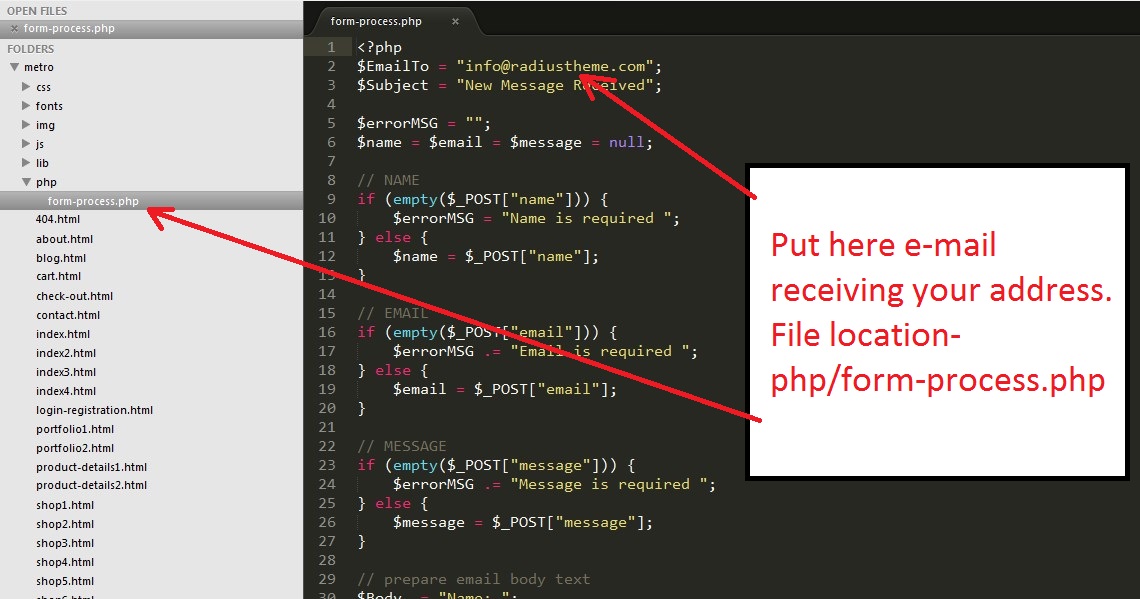 OPEN FILES
× form-process.php
FOLDERS
metro
css
fonts
img
js
lib
php
form-process.php
404.html
about.html
blog.html
cart.html
check-out.html
contact.html
index.html
index2.html
index3.html
index4.html
login-registration.html
portfolio1.html
portfolio2.html
product-details1.html
product-details2.html
shop1.html
shop2.html
shop3.html
shop4.html
shop5.html
shop6.html
form-process.php ×
1 <?php
2 $EmailTo = "info@radiustheme.com";
3 $Subject = "New Message Received";
4
5 $errorMSG = "";
6 $name = $email = $message = null;
7
8 // NAME
9 if (empty($_POST["name"])) {
10 $errorMSG = "Name is required ";
11 } else {
12 $name = $_POST["name"];
13 }
14
15 // EMAIL
16 if (empty($_POST["email"])) {
17 $errorMSG .= "Email is required ";
18 } else {
19 $email = $_POST["email"];
20 }
21
22 // MESSAGE
23 if (empty($_POST["message"])) {
24 $errorMSG .= "Message is required ";
25 } else {
26 $message = $_POST["message"];
27 }
28
29 // prepare email body text
30 $Body .= "Name: ";
Put here e-mail
receiving your address.
File location-
php/form-process.php